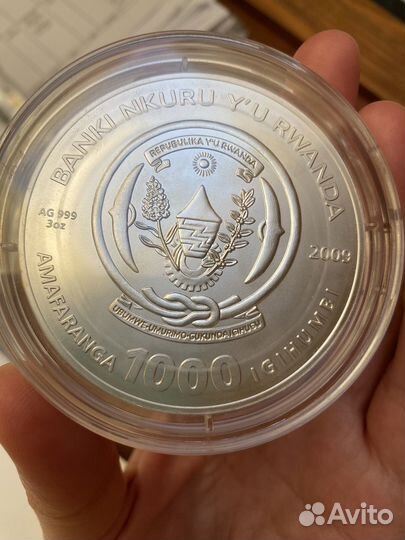 BANKI NKURU Y'U RWANDA
REPUBULIKA Y'U RWANDA
AG 999
3oz
2009
UBUMWE-UMURIMO-GUKUNDA IGIHUGU
AMAFARANGA 1000 IGIHUMBI
Avito